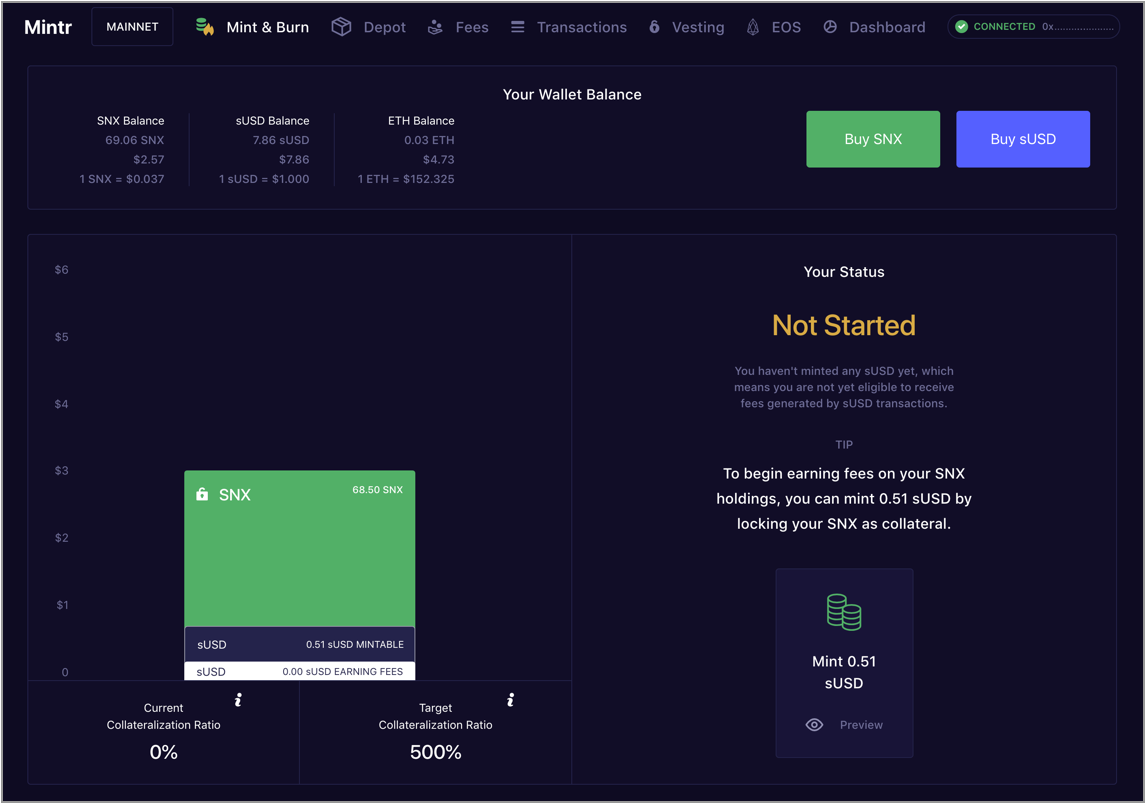 Mintr
MAINNET
Mint & Burn
Depot
Fees
Transactions
Vesting
EOS
Dashboard
CONNECTED 0x.....................
Your Wallet Balance
SNX Balance
69.06 SNX
$2.57
1 SNX = $0.037
sUSD Balance
7.86 sUSD
$7.86
1 sUSD = $1.000
ETH Balance
0.03 ETH
$4.73
1 ETH = $152.325
Buy SNX
Buy sUSD
$6
$5
$4
$3
$2
$1
0
SNX
68.50 SNX
sUSD
0.51 sUSD MINTABLE
sUSD
0.00 sUSD EARNING FEES
Current
Collateralization Ratio
0%
Target
Collateralization Ratio
500%
Your Status
Not Started
You haven't minted any sUSD yet, which
means you are not yet eligible to receive
fees generated by sUSD transactions.
TIP
To begin earning fees on your SNX
holdings, you can mint 0.51 sUSD by
locking your SNX as collateral.
Mint 0.51
sUSD
Preview